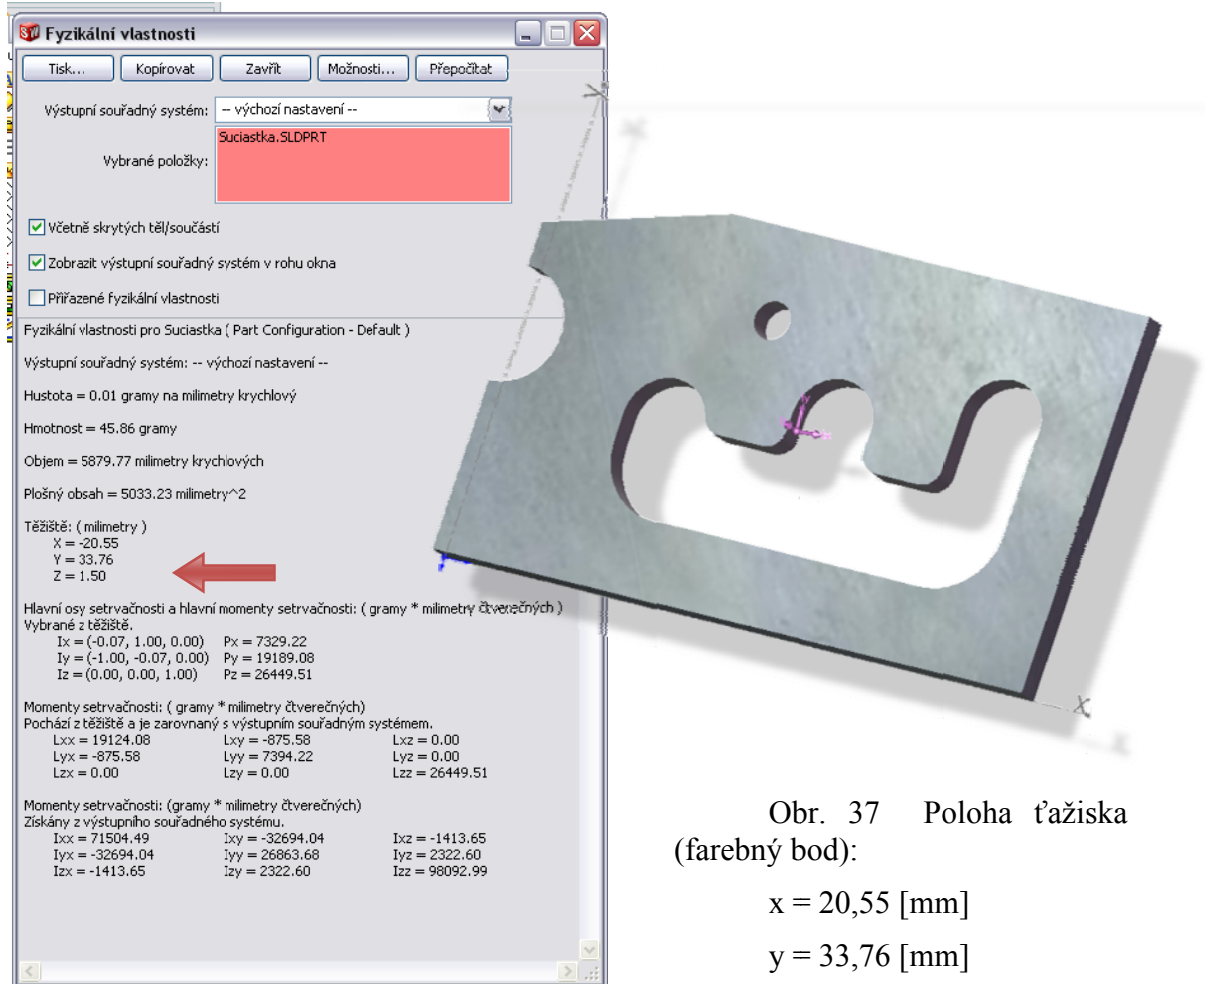 Fyzikální vlastnosti
Tisk... Kopírovat Zavřít Možnosti... Přepočítat
Výstupní souřadný systém: -- výchozí nastavení --
Suciastka.SLDPRT
Vybrané položky:
Včetně skrytých těl/součástí
Zobrazit výstupní souřadný systém v rohu okna
Přiřazené fyzikální vlastnosti
Fyzikální vlastnosti pro Suciastka ( Part Configuration - Default )
Výstupní souřadný systém: -- výchozí nastavení --
Hustota = 0.01 gramy na milimetry krychlový
Hmotnost = 45.86 gramy
Objem = 5879.77 milimetry krychlových
Plošný obsah = 5033.23 milimetry^2
Těžiště: ( milimetry )
X = -20.55
Y = 33.76
Z = 1.50
Hlavní osy setrvačnosti a hlavní momenty setrvačnosti: ( gramy * milimetry čtverečných )
Vybrané z těžiště.
Ix = (-0.07, 1.00, 0.00) Px = 7329.22
Iy = (-1.00, -0.07, 0.00) Py = 19189.08
Iz = (0.00, 0.00, 1.00) Pz = 26449.51
Momenty setrvačnosti: ( gramy * milimetry čtverečných)
Pochází z těžiště a je zarovnaný s výstupním souřadným systémem.
Lxx = 19124.08 Lxy = -875.58 Lxz = 0.00
Lyx = -875.58 Lyy = 7394.22 Lyz = 0.00
Lzx = 0.00 Lzy = 0.00 Lzz = 26449.51
Momenty setrvačnosti: (gramy * milimetry čtverečných)
Získány z výstupního souřadného systému.
Ixx = 71504.49 Ixy = -32694.04 Ixz = -1413.65
Iyx = -32694.04 Iyy = 26863.68 Iyz = 2322.60
Izx = -1413.65 Izy = 2322.60 Izz = 98092.99
Obr. 37 Poloha ťažiska
(farebný bod):
x = 20,55 [mm]
y = 33,76 [mm]